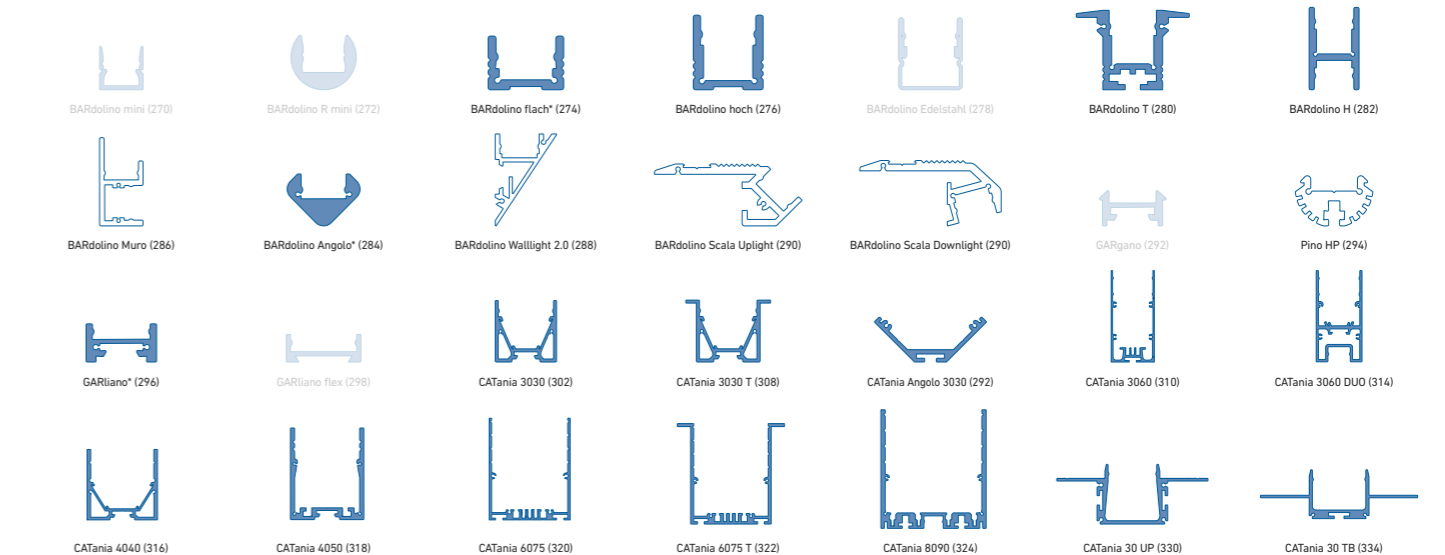 BARdolino mini (270)
BARdolino R mini (272)
BARdolino flach* (274)
BARdolino hoch (276)
BARdolino Edelstahl (278)
BARdolino T (280)
BARdolino H (282)
BARdolino Muro (286)
BARdolino Angolo* (284)
BARdolino Walllight 2.0 (288)
BARdolino Scala Uplight (290)
BARdolino Scala Downlight (290)
GARgano (292)
Pino HP (294)
GARliano* (296)
GARliano flex (298)
CATania 3030 (302)
CATania 3030 T (308)
CATania Angolo 3030 (292)
CATania 3060 (310)
CATania 3060 DUO (314)
CATania 4040 (316)
CATania 4050 (318)
CATania 6075 (320)
CATania 6075 T (322)
CATania 8090 (324)
CATania 30 UP (330)
CATania 30 TB (334)